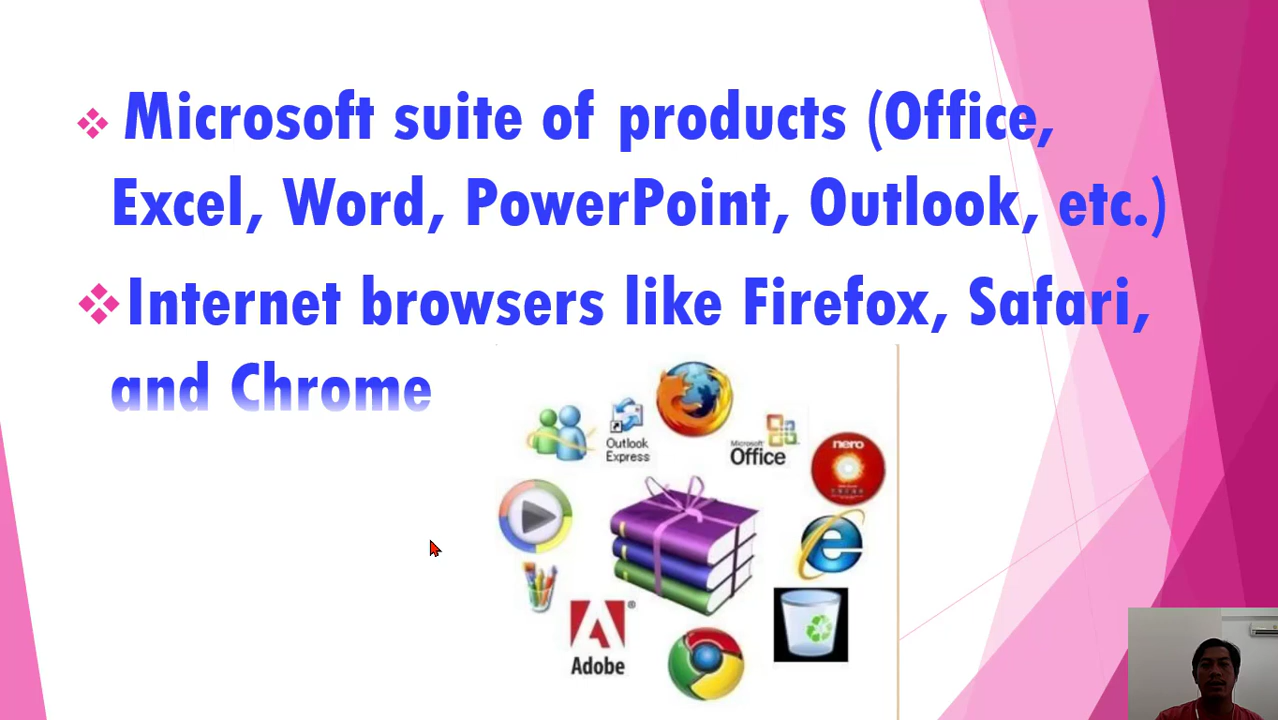 Microsoft suite of products (Office,
Excel, Word, PowerPoint, Outlook, etc.)
Internet browsers like Firefox, Safari,
and Chrome
Outlook
Express
Microsoft®
Office
nero
Adobe